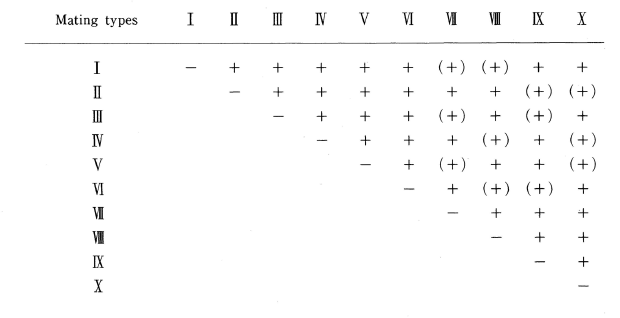 Mating types Ⅰ Ⅱ Ⅲ Ⅳ Ⅴ Ⅵ Ⅶ Ⅷ Ⅸ Ⅹ
Ⅰ − + + + + + (+) (+) + +
Ⅱ − + + + + + + (+) (+)
Ⅲ − + + + (+) + (+) +
Ⅳ − + + + (+) + (+)
Ⅴ − + (+) + + (+)
Ⅵ − + (+) (+) +
Ⅶ − + + +
Ⅷ − + +
Ⅸ − +
Ⅹ −